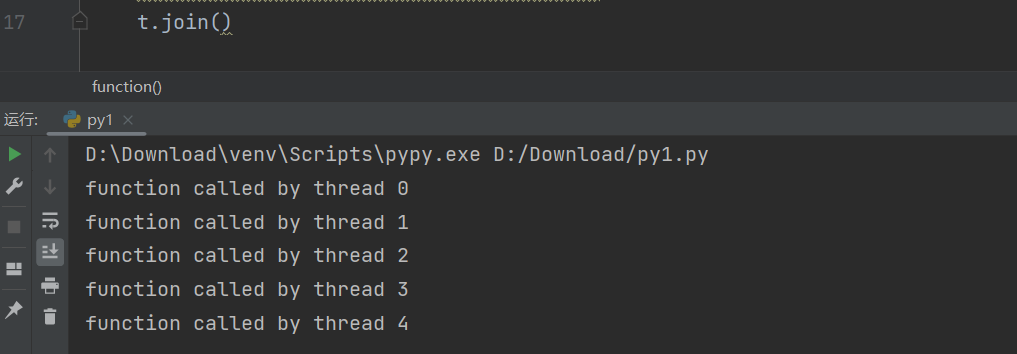 17 t.join()
function()
运行: py1
D:\Download\venv\Scripts\pypy.exe D:/Download/py1.py
function called by thread 0
function called by thread 1
function called by thread 2
function called by thread 3
function called by thread 4